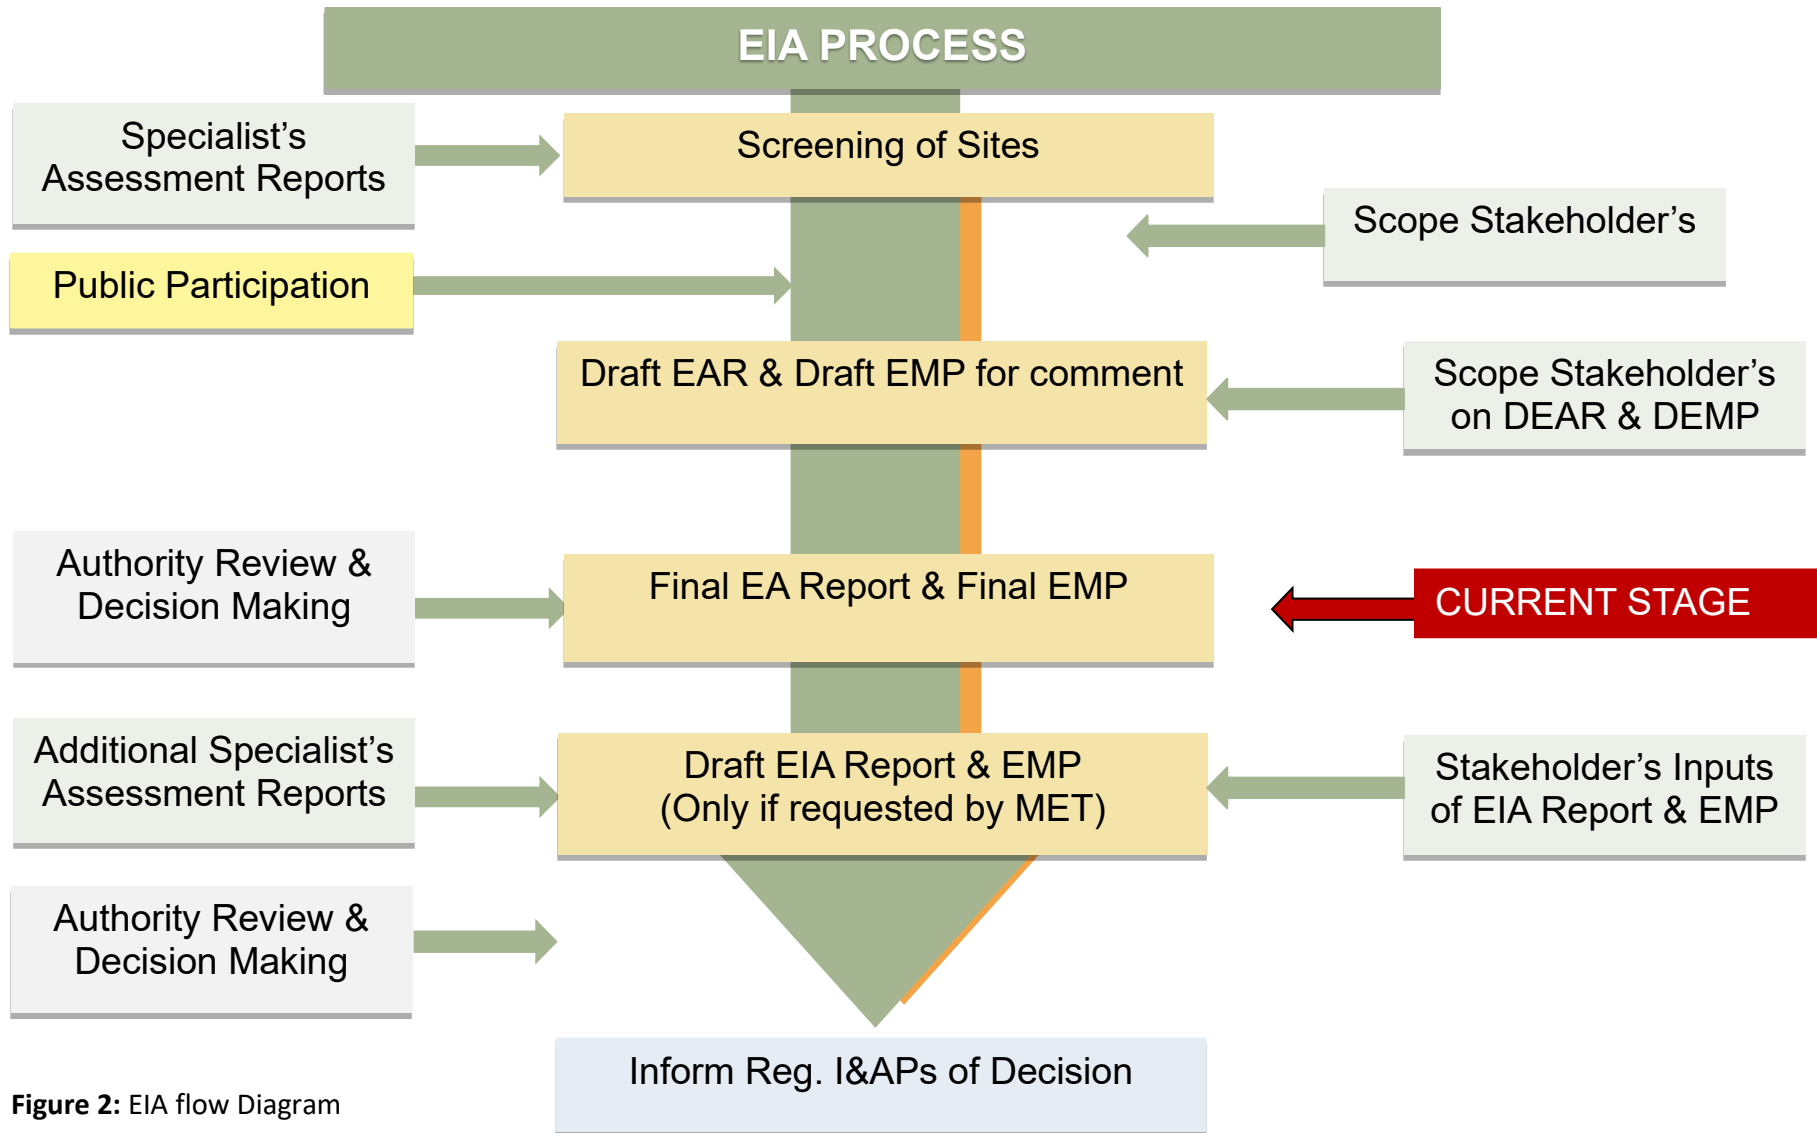 EIA PROCESS
Specialist’s
Assessment Reports
Screening of Sites
Scope Stakeholder’s
Public Participation
Draft EAR & Draft EMP for comment
Scope Stakeholder’s
on DEAR & DEMP
Authority Review &
Decision Making
Final EA Report & Final EMP
CURRENT STAGE
Additional Specialist’s
Assessment Reports
Draft EIA Report & EMP
(Only if requested by MET)
Stakeholder’s Inputs
of EIA Report & EMP
Authority Review &
Decision Making
Inform Reg. I&APs of Decision
Figure 2: EIA flow Diagram